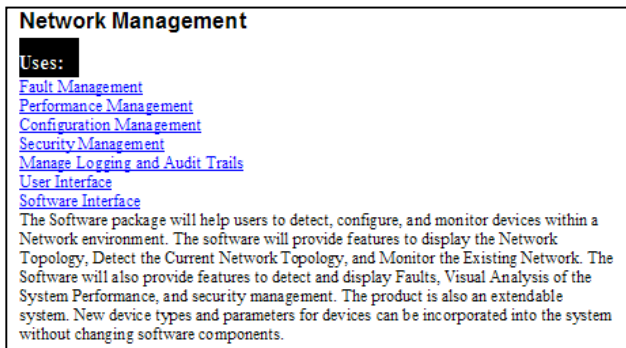 Network Management
Uses:
Fault Management
Performance Management
Configuration Management
Security Management
Manage Logging and Audit Trails
User Interface
Software Interface
The Software package will help users to detect, configure, and monitor devices within a
Network environment. The software will provide features to display the Network
Topology, Detect the Current Network Topology, and Monitor the Existing Network. The
Software will also provide features to detect and display Faults, Visual Analysis of the
System Performance, and security management. The product is also an extendable
system. New device types and parameters for devices can be incorporated into the system
without changing software components.